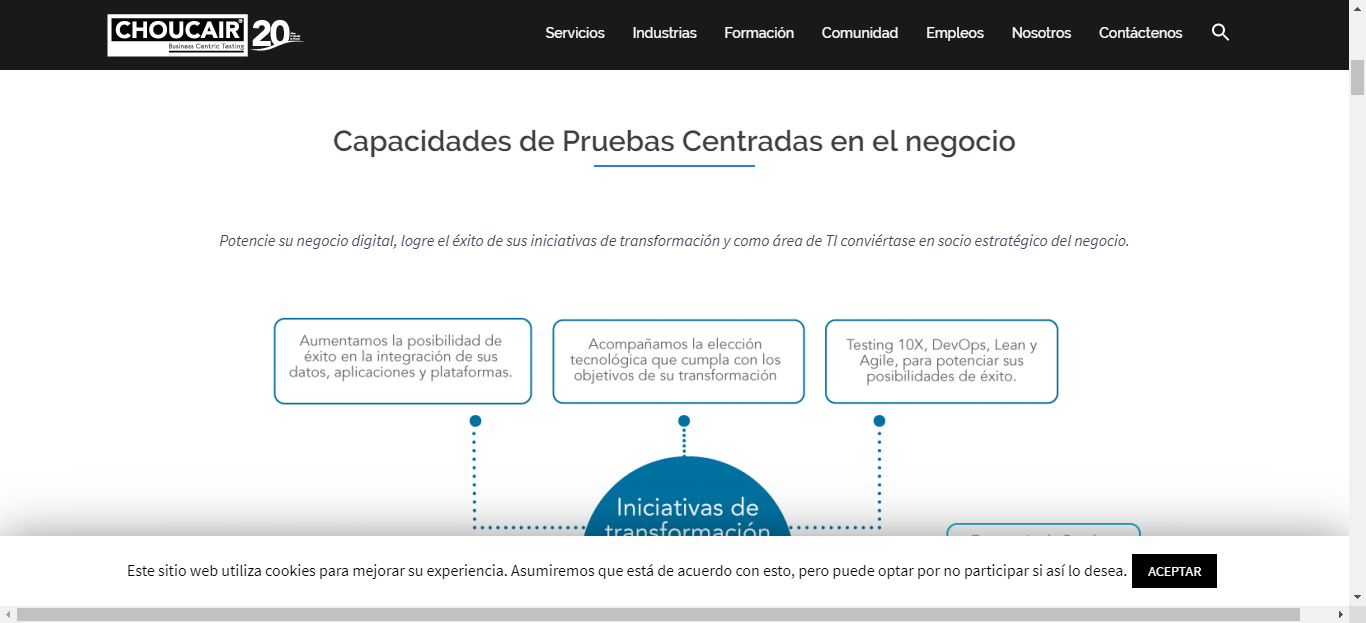 CHOUCAIR
Business Centric Testing
20
Servicios Industrias Formación Comunidad Empleos Nosotros Contáctenos
Capacidades de Pruebas Centradas en el negocio
Potencie su negocio digital, logre el éxito de sus iniciativas de transformación y como área de TI conviértase en socio estratégico del negocio.
Aumentamos la posibilidad de
éxito en la integración de sus
datos, aplicaciones y plataformas.
Acompañamos la elección
tecnológica que cumpla con los
objetivos de su transformación
Testing 10X, DevOps, Lean y
Agile, para potenciar sus
posibilidades de éxito.
Iniciativas de
transformación
Este sitio web utiliza cookies para mejorar su experiencia. Asumiremos que está de acuerdo con esto, pero puede optar por no participar si así lo desea. ACEPTAR